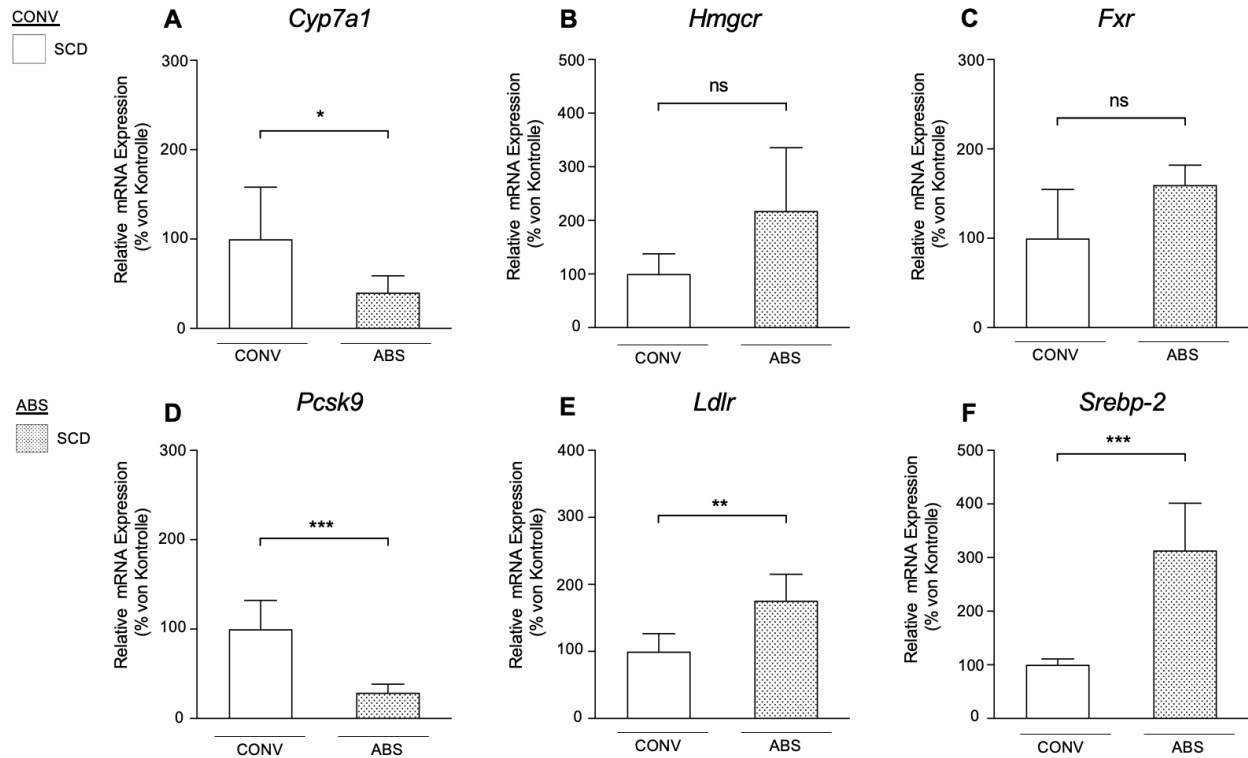 CONV
SCD
A
Cyp7a1
Relative mRNA Expression
(% von Kontrolle)
300
200
100
0
*
CONV
ABS
B
Hmgcr
Relative mRNA Expression
(% von Kontrolle)
500
400
300
200
100
0
ns
CONV
ABS
C
Fxr
Relative mRNA Expression
(% von Kontrolle)
300
200
100
0
ns
CONV
ABS
ABS
SCD
D
Pcsk9
Relative mRNA Expression
(% von Kontrolle)
300
200
100
0
***
CONV
ABS
E
Ldlr
Relative mRNA Expression
(% von Kontrolle)
400
300
200
100
0
**
CONV
ABS
F
Srebp-2
Relative mRNA Expression
(% von Kontrolle)
500
400
300
200
100
0
***
CONV
ABS